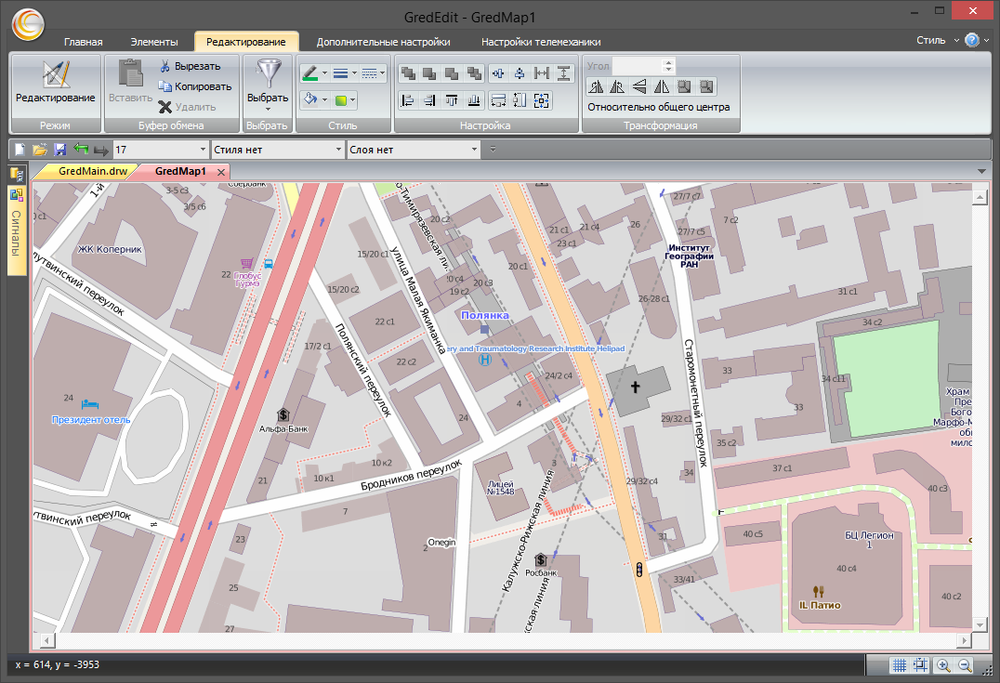 GredEdit - GredMap1
Главная
Элементы
Редактирование
Дополнительные настройки
Настройки телемеханики
Стиль
Редактирование
Режим
Вставить
Вырезать
Копировать
Удалить
Буфер обмена
Выбрать
Выбрать
Стиль
Настройка
Угол
Относительно общего центра
Трансформация
17
Стиля нет
Слоя нет
GredMain.drw
GredMap1
Сигналы
1-й
3-5 с3
3/5 с6
Сбербанк
о-Тимирязевская ли
20 с2
21 с1
21 с4
23 с1
26
27/7 с7
27/7 с5
7 с2
ЖК Коперник
15/20 с1
Институт
Географии
РАН
22
Глобус
Гурмэ
20 с1
20 с3
19 с2
15/20 с2
улица Малая Якиманка
26-28 с1
31 с1
лутвинский переулок
Полянка
22 с1
34 с2
17/2 с1
Полянский переулок
ery and Traumatology Research Institute Helipad
22 с2
Старомонетный переулок
33
34 с11
24/2 с4
24
Президент отель
4
24
33
Храм
Пре
Бого
Марфо-М
об
мило
Альфа-Банк
29/32 с
35 с2
10 к2
10 к1
21
Бродников переулок
3
Лицей
№1548
34
37 с1
29/32 с4
40 с3
7
утвинский переулок
Калужско-Рижская линия
23
Onegin
2
31
40 с5
БЦ Легион
1
Росбанк
40 с4
33/41
25
ская линия
IL Патио
40 с2
27
x = 614, y = -3953